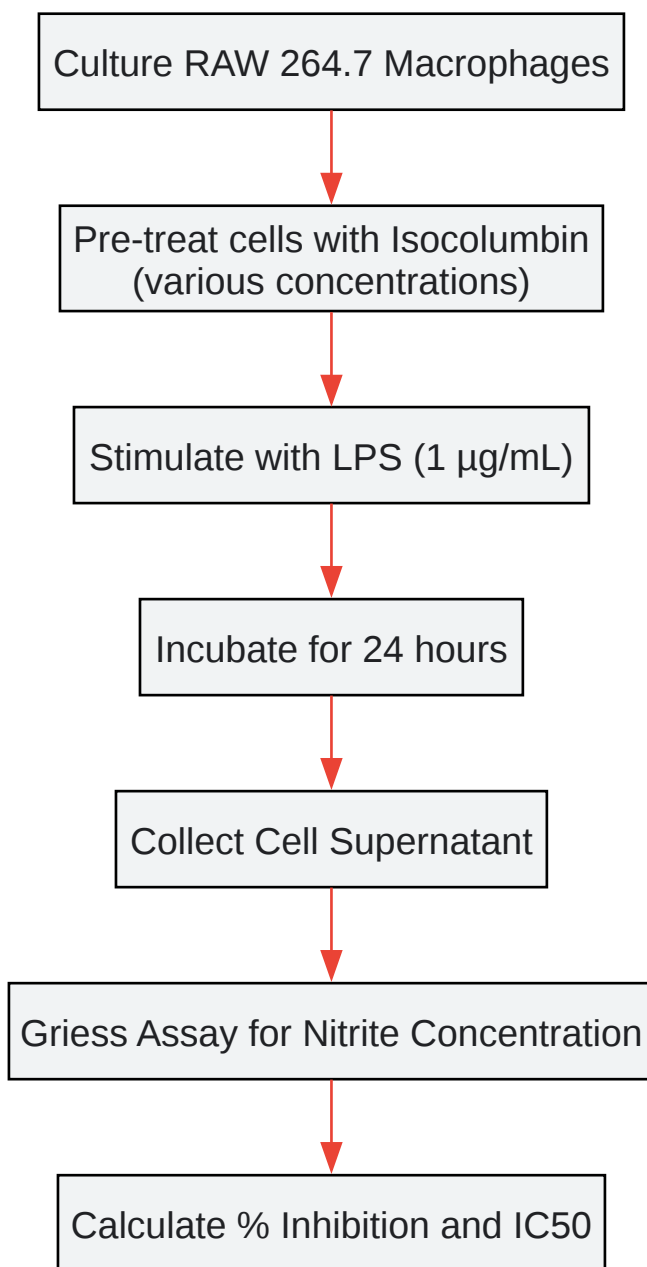 Culture RAW 264.7 Macrophages
Pre-treat cells with Isocolumbin
(various concentrations)
Stimulate with LPS (1 µg/mL)
Incubate for 24 hours
Collect Cell Supernatant
Griess Assay for Nitrite Concentration
Calculate % Inhibition and IC50